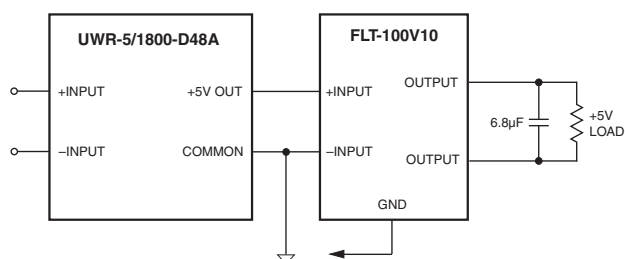 UWR-5/1800-D48A
FLT-100V10
+INPUT
+5V OUT
+INPUT
OUTPUT
6.8µF
+5V
LOAD
–INPUT
COMMON
–INPUT
OUTPUT
GND